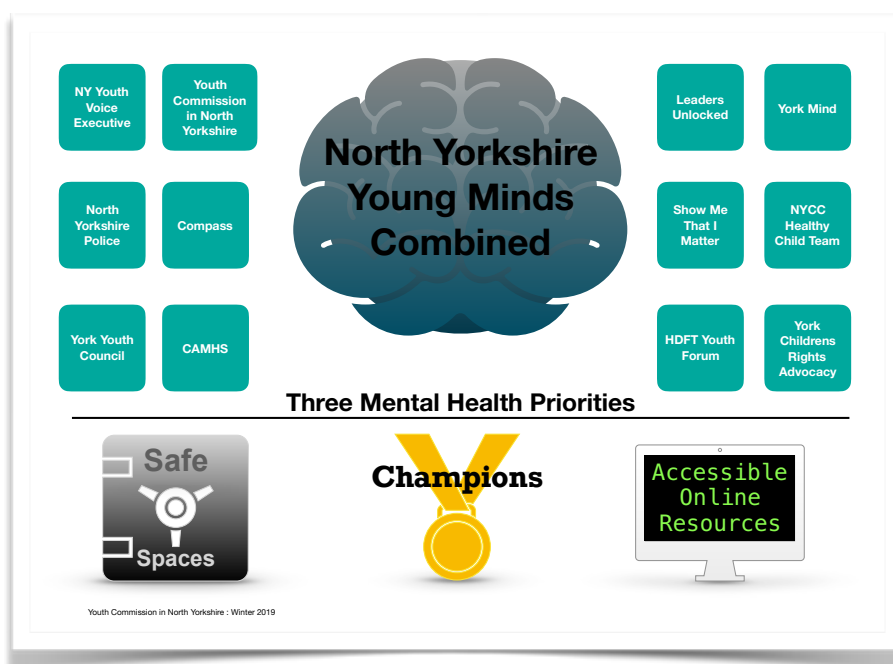 NY Youth
Voice
Executive
Youth
Commission
in North
Yorkshire
North Yorkshire
Young Minds
Combined
Leaders
Unlocked
York Mind
North
Yorkshire
Police
Compass
Show Me
That I
Matter
NYCC
Healthy
Child Team
York Youth
Council
CAMHS
HDFT Youth
Forum
York
Childrens
Rights
Advocacy
Three Mental Health Priorities
Safe
Spaces
Champions
Accessible
Online
Resources
Youth Commission in North Yorkshire : Winter 2019